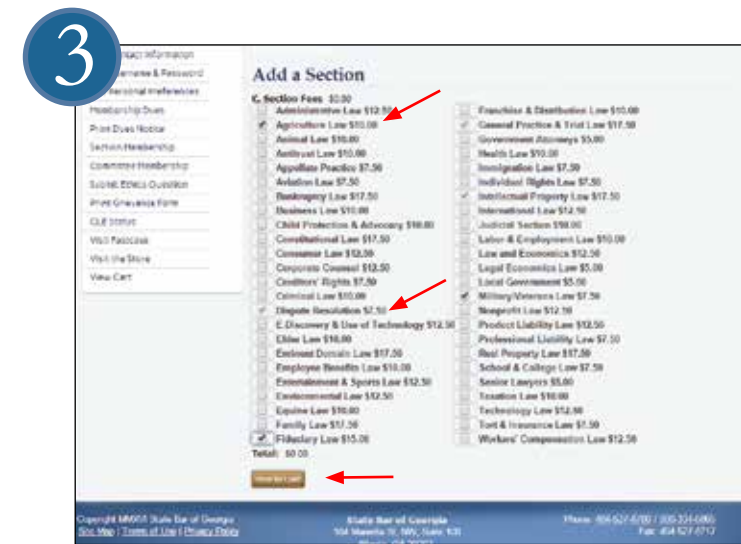 3
Contact Information
Username & Password
Personal Preferences
Membership Dues
Print Dues Notice
Section Membership
Committee Membership
Submit Ethics Question
Print Grievance Form
CLE Status
Visit Fastcase
Visit the Store
View Cart
Add a Section
Section Fees $0.00
Administrative Law $12.50
Agriculture Law $10.00
Animal Law $10.00
Antitrust Law $10.00
Appellate Practice $7.50
Aviation Law $7.50
Bankruptcy Law $17.50
Business Law $10.00
Child Protection & Advocacy $10.00
Constitutional Law $17.50
Consumer Law $12.50
Corporate Counsel $12.50
Creditors' Rights $7.50
Criminal Law $10.00
Dispute Resolution $7.50
E-Discovery & Use of Technology $12.50
Elder Law $10.00
Eminent Domain Law $17.50
Employee Benefits Law $10.00
Entertainment & Sports Law $12.50
Environmental Law $12.50
Equine Law $10.00
Family Law $17.50
Fiduciary Law $15.00
Franchise & Distribution Law $10.00
General Practice & Trial Law $17.50
Government Attorneys $5.00
Health Law $10.00
Immigration Law $7.50
Individual Rights Law $7.50
Intellectual Property Law $17.50
International Law $12.50
Judicial Section $10.00
Labor & Employment Law $10.00
Law and Economics $12.50
Legal Economics Law $5.00
Local Government $5.00
Military/Veterans Law $7.50
Nonprofit Law $12.50
Product Liability Law $12.50
Professional Liability Law $7.50
Real Property Law $17.50
School & College Law $7.50
Senior Lawyers $5.00
Taxation Law $10.00
Technology Law $12.50
Tort & Insurance Law $7.50
Workers' Compensation Law $12.50
Total: $0.00
State Bar of Georgia
Site Map | Terms of Use | Privacy Policy
State Bar of Georgia